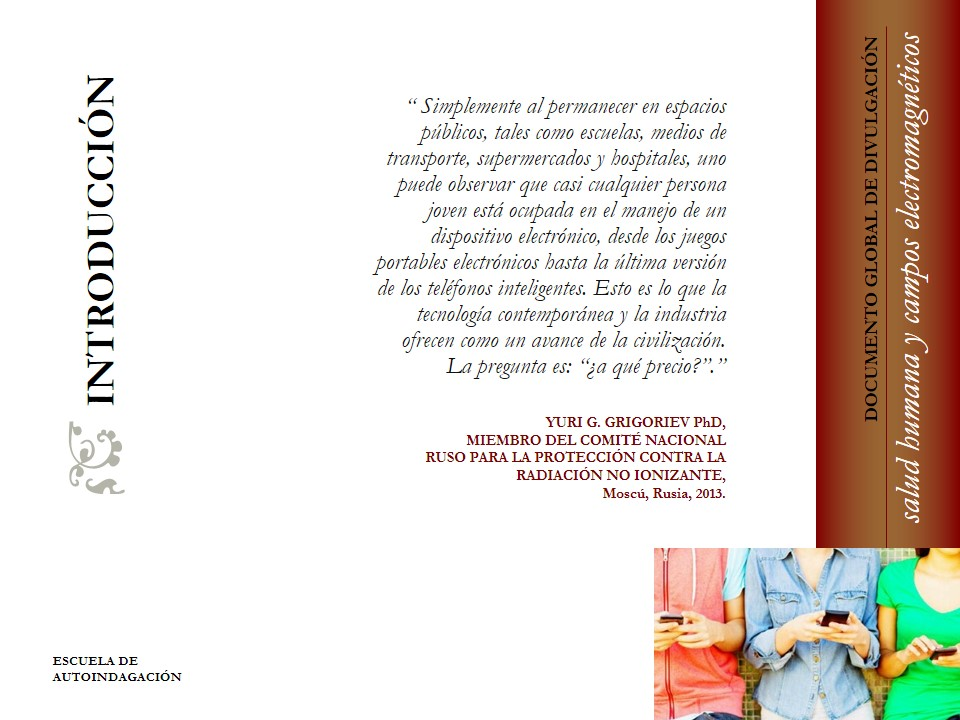 INTRODUCCIÓN
“ Simplemente al permanecer en espacios
públicos, tales como escuelas, medios de
transporte, supermercados y hospitales, uno
puede observar que casi cualquier persona
joven está ocupada en el manejo de un
dispositivo electrónico, desde los juegos
portables electrónicos hasta la última versión
de los teléfonos inteligentes. Esto es lo que la
tecnología contemporánea y la industria
ofrecen como un avance de la civilización.
La pregunta es: “¿a qué precio?”.”
YURI G. GRIGORIEV PhD,
MIEMBRO DEL COMITÉ NACIONAL
RUSO PARA LA PROTECCIÓN CONTRA LA
RADIACIÓN NO IONIZANTE,
Moscú, Rusia, 2013.
DOCUMENTO GLOBAL DE DIVULGACIÓN
salud humana y campos electromagnéticos
ESCUELA DE
AUTOINDAGACIÓN